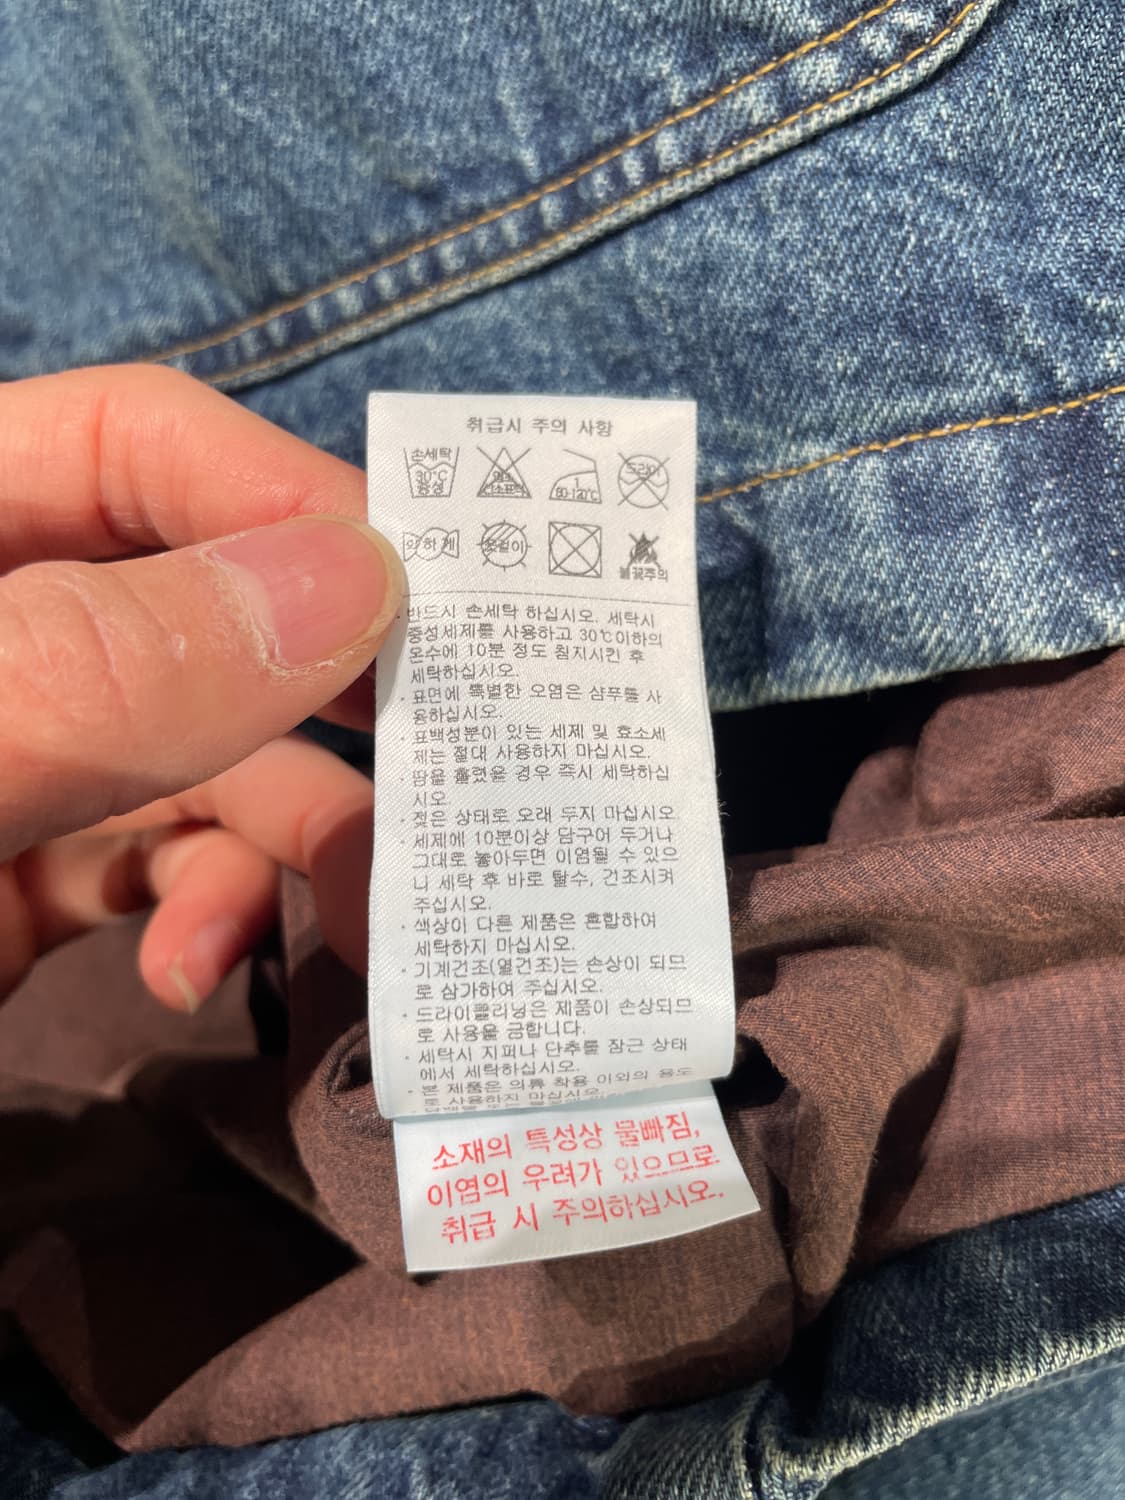 취급시 주의 사항
손세탁
30℃
중성
염소
산소표백
1
80-120℃
드라이
약하게
옷걸이
불꽃주의
· 반드시 손세탁 하십시오. 세탁시
중성세제를 사용하고 30℃이하의
온수에 10분 정도 침지시킨 후
세탁하십시오.
· 표면에 특별한 오염은 샴푸를 사
용하십시오.
· 표백성분이 있는 세제 및 효소세
제는 절대 사용하지 마십시오.
· 땀을 흘렸을 경우 즉시 세탁하십
시오.
· 젖은 상태로 오래 두지 마십시오.
· 세제에 10분이상 담구어 두거나
그대로 놓아두면 이염될 수 있으
니 세탁 후 바로 탈수, 건조시켜
주십시오.
· 색상이 다른 제품은 혼합하여
세탁하지 마십시오.
· 기계건조(열건조)는 손상이 되므
로 삼가하여 주십시오.
· 드라이클리닝은 제품이 손상되므
로 사용을 금합니다.
· 세탁시 지퍼나 단추를 잠근 상태
에서 세탁하십시오.
· 본 제품은 의류 착용 이외의 용도
로 사용하지 마십시오.
소재의 특성상 물빠짐,
이염의 우려가 있으므로
취급 시 주의하십시오.